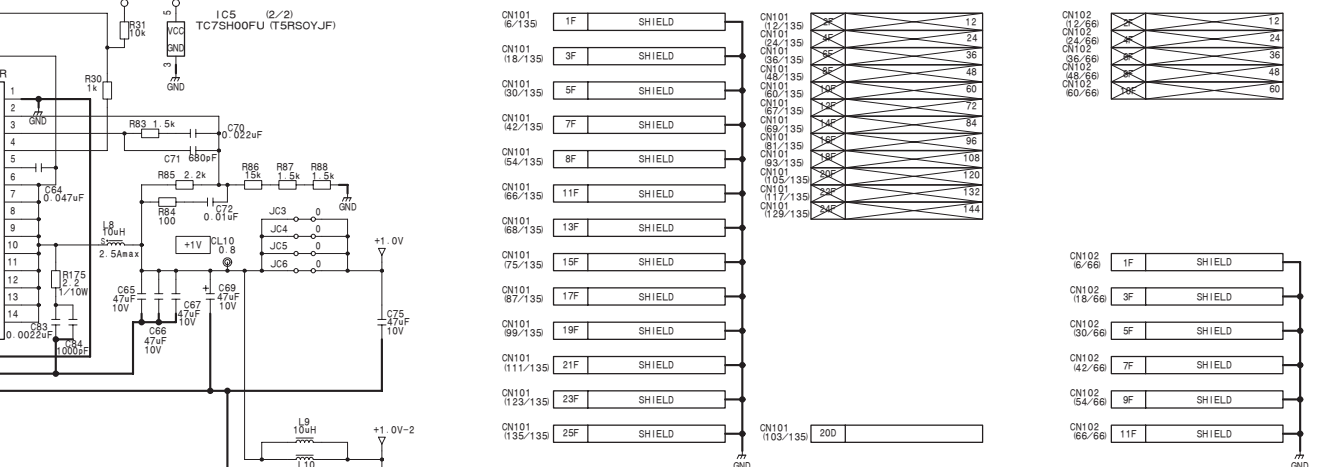 R31
10k
5
VCC
GND
3
GND
IC5 (2/2)
TC7SH00FU (T5RSOYJF)
R
1
2
3
4
5
6
7
8
9
10
11
12
13
14
R30
1k
GND
R83 1.5k
C70
0.022uF
C71 680pF
R85 2.2k
R86
15k
R87
1.5k
R88
1.5k
GND
C64
0.047uF
R84
100
C72
0.01uF
L8
10uH
S
2.5Amax
+1V
CL10
0.8
JC3 0
JC4 0
JC5 0
JC6 0
+1.0V
R175
2.2
1/10W
C65
47uF
10V
C66
47uF
10V
C67
47uF
10V
+
C69
47uF
10V
C75
47uF
10V
C83
0.0022uF
C84
1000pF
L9
10uH
L10
+1.0V-2
CN101
(6/135) 1F SHIELD
CN101
(18/135) 3F SHIELD
CN101
(30/135) 5F SHIELD
CN101
(42/135) 7F SHIELD
CN101
(54/135) 8F SHIELD
CN101
(66/135) 11F SHIELD
CN101
(68/135) 13F SHIELD
CN101
(75/135) 15F SHIELD
CN101
(87/135) 17F SHIELD
CN101
(99/135) 19F SHIELD
CN101
(111/135) 21F SHIELD
CN101
(123/135) 23F SHIELD
CN101
(135/135) 25F SHIELD
GND
CN101
(12/135) 2F 12
CN101
(24/135) 4F 24
CN101
(36/135) 6F 36
CN101
(48/135) 8F 48
CN101
(60/135) 10F 60
CN101
(67/135) 12F 72
CN101
(69/135) 14F 84
CN101
(81/135) 16F 96
CN101
(93/135) 18F 108
CN101
(105/135) 20F 120
CN101
(117/135) 22F 132
CN101
(129/135) 24F 144
CN101
(103/135) 20D
CN102
(12/66) 2F 12
CN102
(24/66) 4F 24
CN102
(36/66) 6F 36
CN102
(48/66) 8F 48
CN102
(60/66) 10F 60
CN102
(6/66) 1F SHIELD
CN102
(18/66) 3F SHIELD
CN102
(30/66) 5F SHIELD
CN102
(42/66) 7F SHIELD
CN102
(54/66) 9F SHIELD
CN102
(66/66) 11F SHIELD
GND